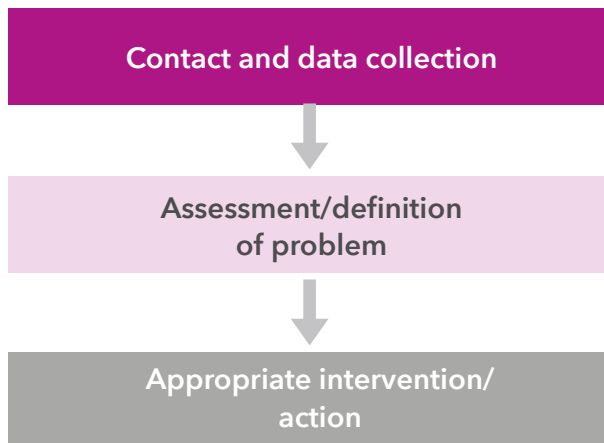 Contact and data collection
Assessment/definition
of problem
Appropriate intervention/
action